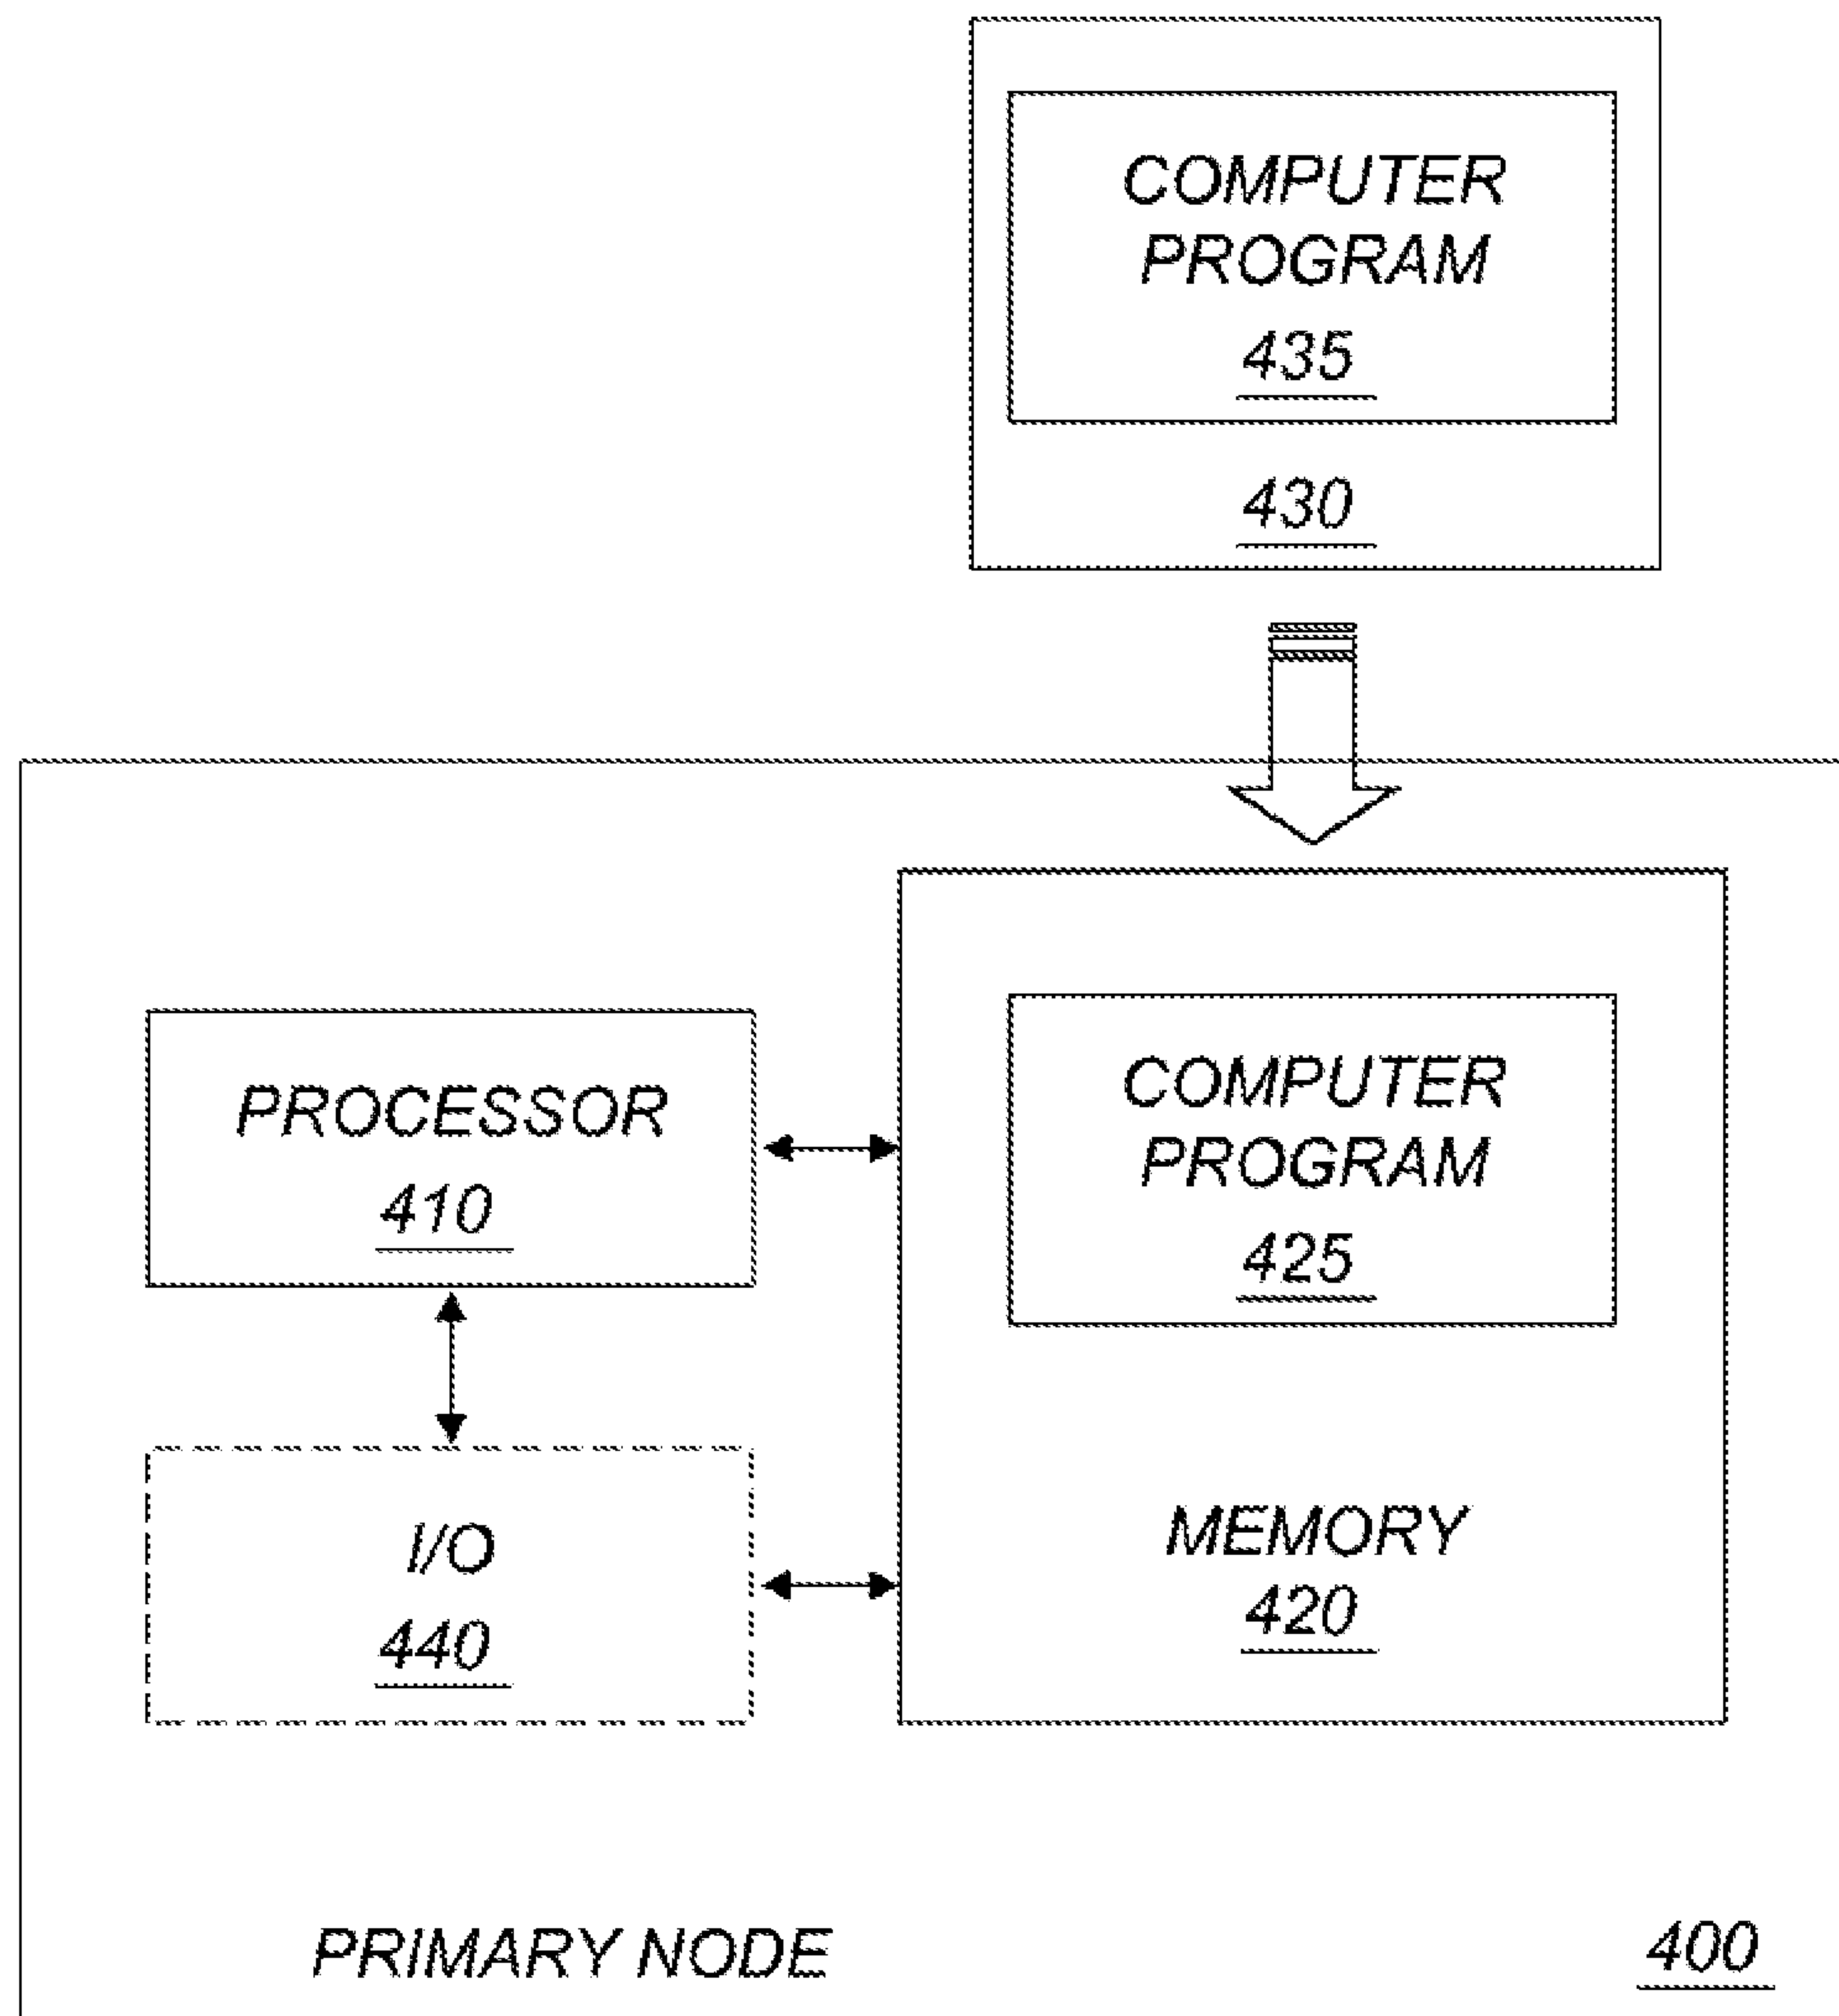 COMPUTER
PROGRAM
435
430
PROCESSOR
410
COMPUTER
PROGRAM
425
I/O
440
MEMORY
420
PRIMARY NODE
400